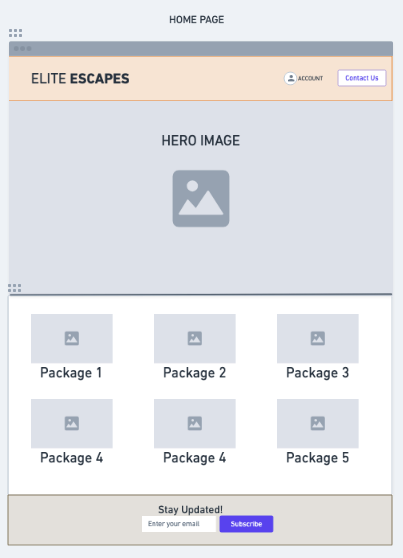 HOME PAGE
ELITE ESCAPES
ACCOUNT
Contact Us
HERO IMAGE
Package 1
Package 2
Package 3
Package 4
Package 4
Package 5
Stay Updated!
Enter your email
Subscribe